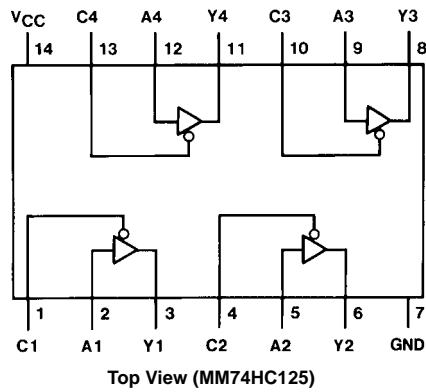 VCC C4 A4 Y4 C3 A3 Y3
14 13 12 11 10 9 8
1 2 3 4 5 6 7
C1 A1 Y1 C2 A2 Y2 GND
Top View (MM74HC125)